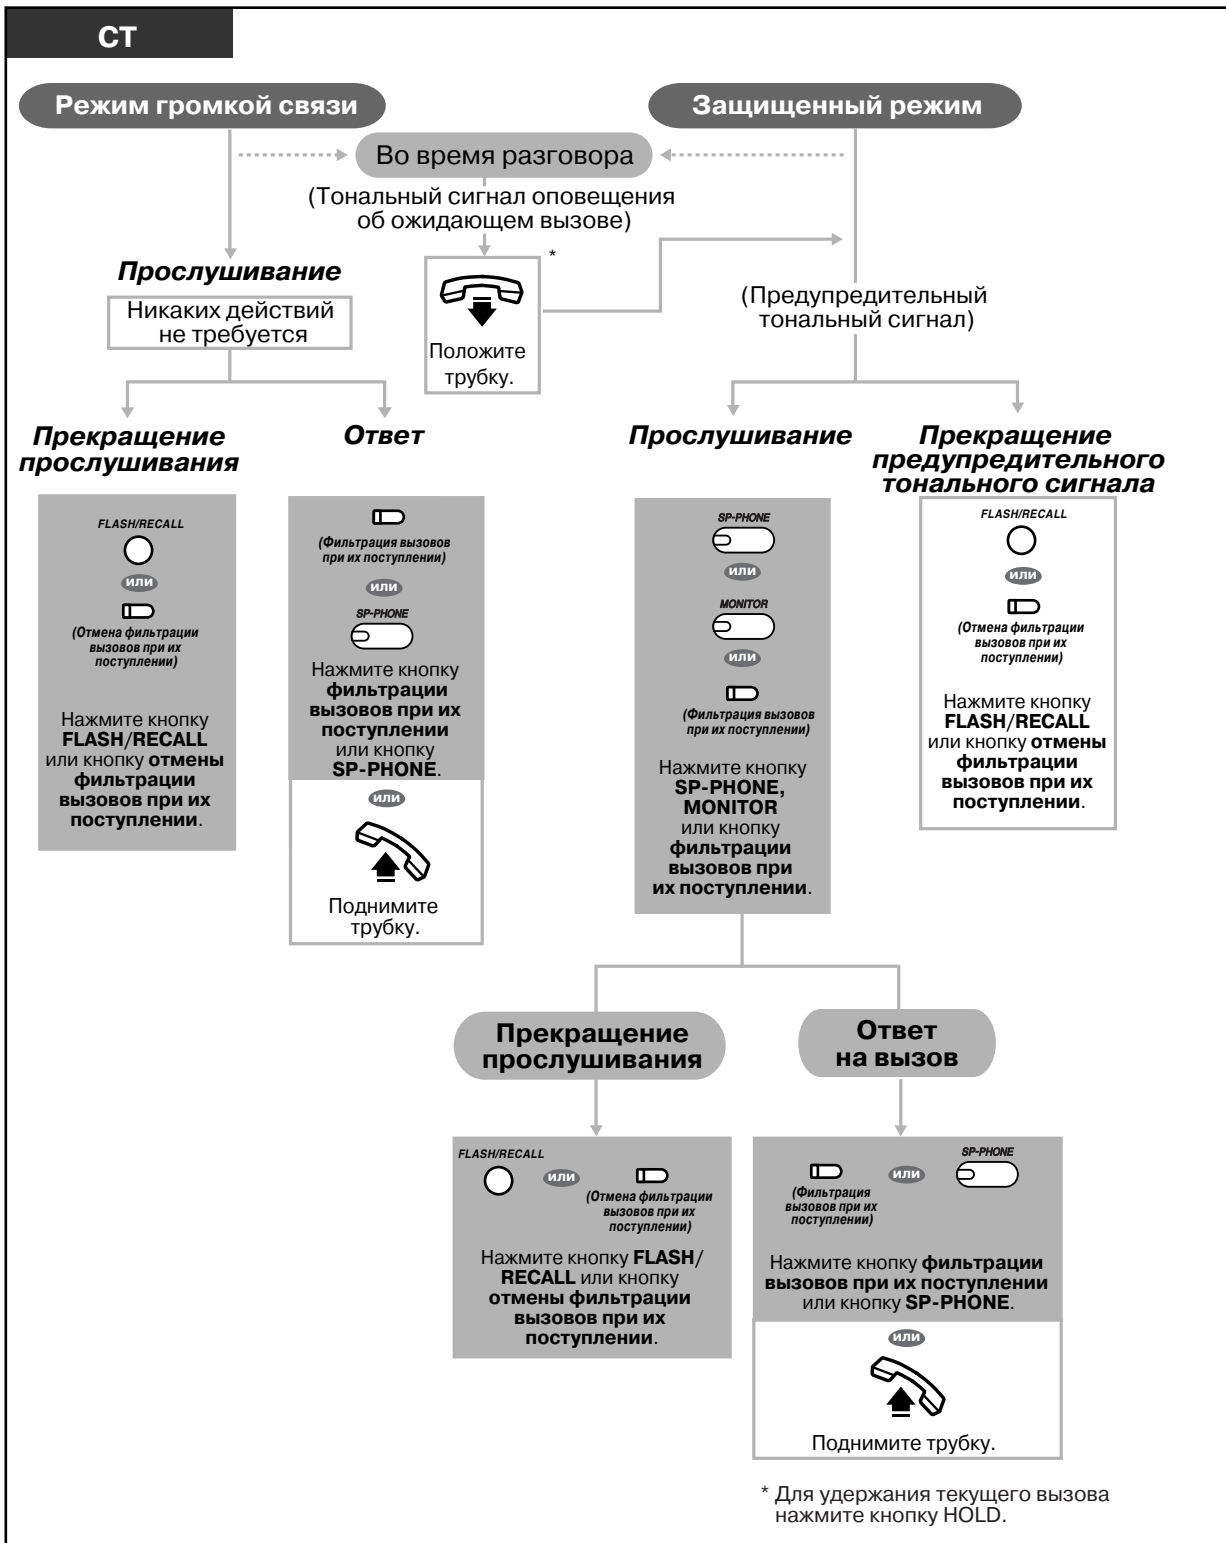 СТ
Режим громкой связи
Защищенный режим
Во время разговора
(Тональный сигнал оповещения
об ожидающем вызове)
*
Прослушивание
Никаких действий
не требуется
Положите
трубку.
(Предупредительный
тональный сигнал)
Прекращение
прослушивания
FLASH/RECALL
или
(Отмена фильтрации
вызовов при их
поступлении)
Нажмите кнопку
FLASH/RECALL
или кнопку отмены
фильтрации
вызовов при их
поступлении.
Ответ
(Фильтрация вызовов
при их поступлении)
или
SP-PHONE
Нажмите кнопку
фильтрации
вызовов при их
поступлении
или кнопку
SP-PHONE.
или
Поднимите
трубку.
Прослушивание
SP-PHONE
или
MONITOR
или
(Фильтрация вызовов
при их поступлении)
Нажмите кнопку
SP-PHONE,
MONITOR
или кнопку
фильтрации
вызовов при
их поступлении.
Прекращение
предупредительного
тонального сигнала
FLASH/RECALL
или
(Отмена фильтрации
вызовов при их
поступлении)
Нажмите кнопку
FLASH/RECALL
или кнопку отмены
фильтрации
вызовов при их
поступлении.
Прекращение
прослушивания
FLASH/RECALL
или
(Отмена фильтрации
вызовов при их
поступлении)
Нажмите кнопку FLASH/
RECALL или кнопку
отмены фильтрации
вызовов при их
поступлении.
Ответ
на вызов
(Фильтрация
вызовов при их
поступлении)
или
SP-PHONE
Нажмите кнопку фильтрации
вызовов при их поступлении
или кнопку SP-PHONE.
или
Поднимите трубку.
* Для удержания текущего вызова
нажмите кнопку HOLD.